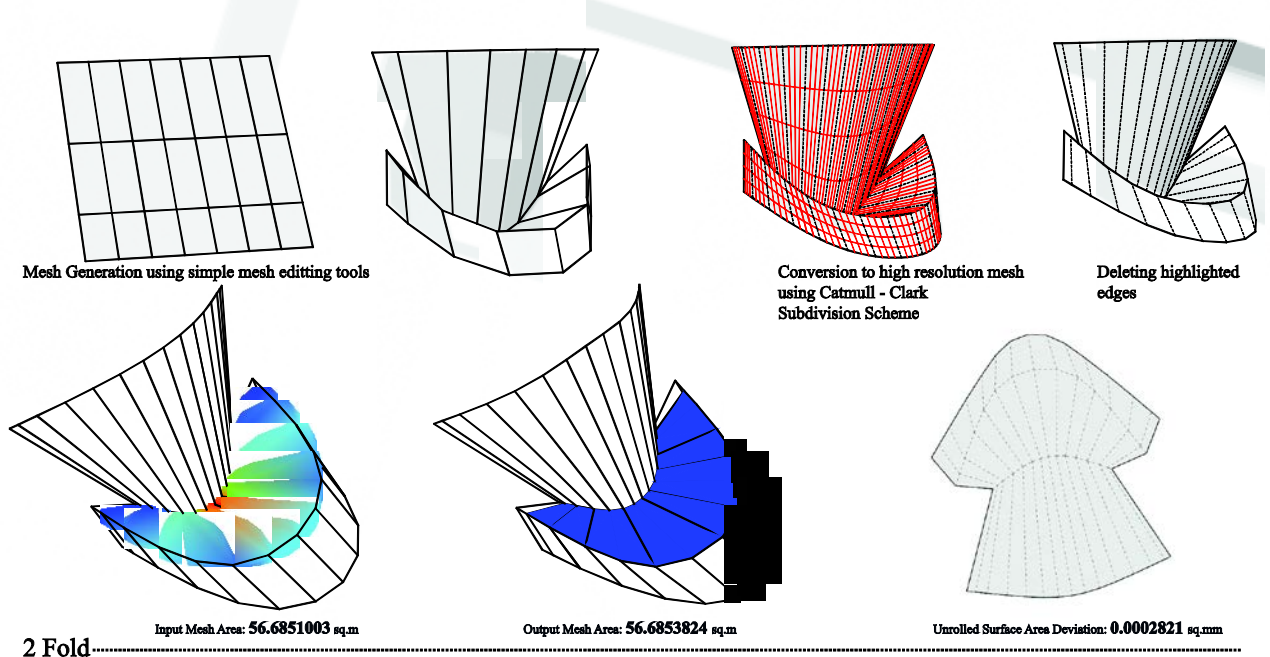 Mesh Generation using simple mesh editting tools
Conversion to high resolution mesh
using Catmull - Clark
Subdivision Scheme
Deleting highlighted
edges
Input Mesh Area: 56.6851003 sq.m
Output Mesh Area: 56.6853824 sq.m
Unrolled Surface Area Deviation: 0.0002821 sq.mm
2 Fold